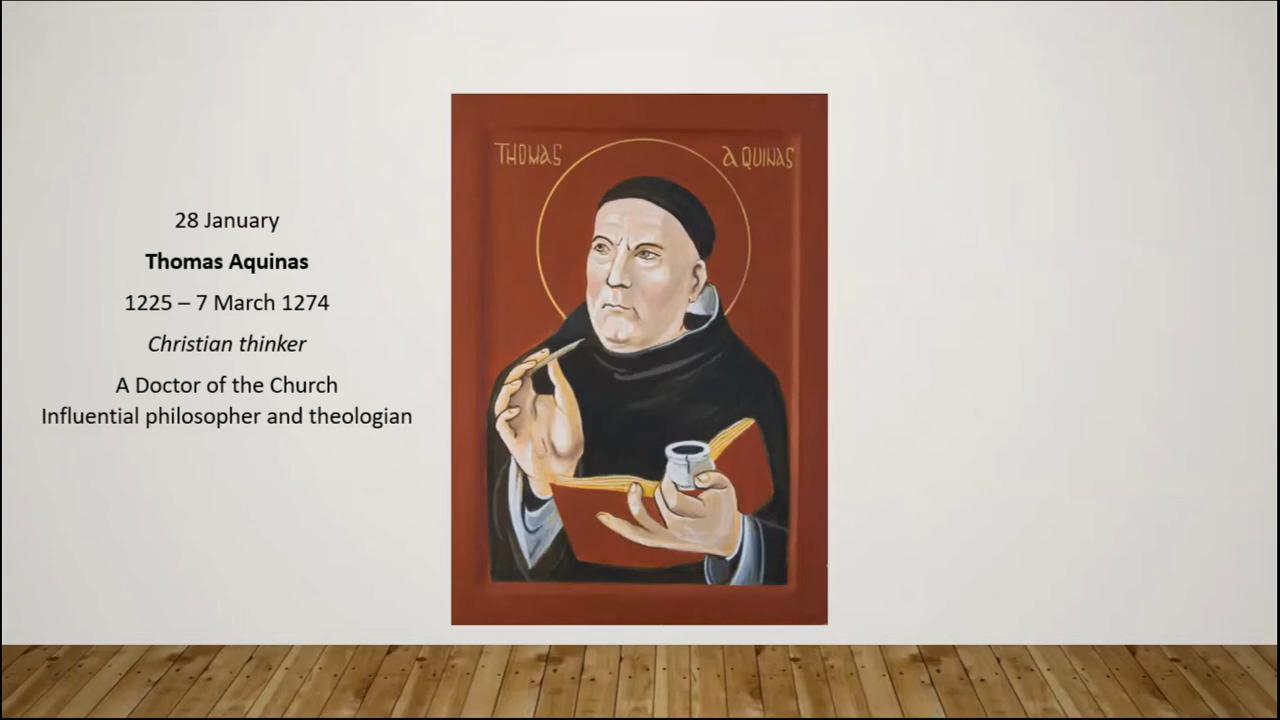 28 January
Thomas Aquinas
1225 – 7 March 1274
Christian thinker
A Doctor of the Church
Influential philosopher and theologian
THOMAS AQUINAS